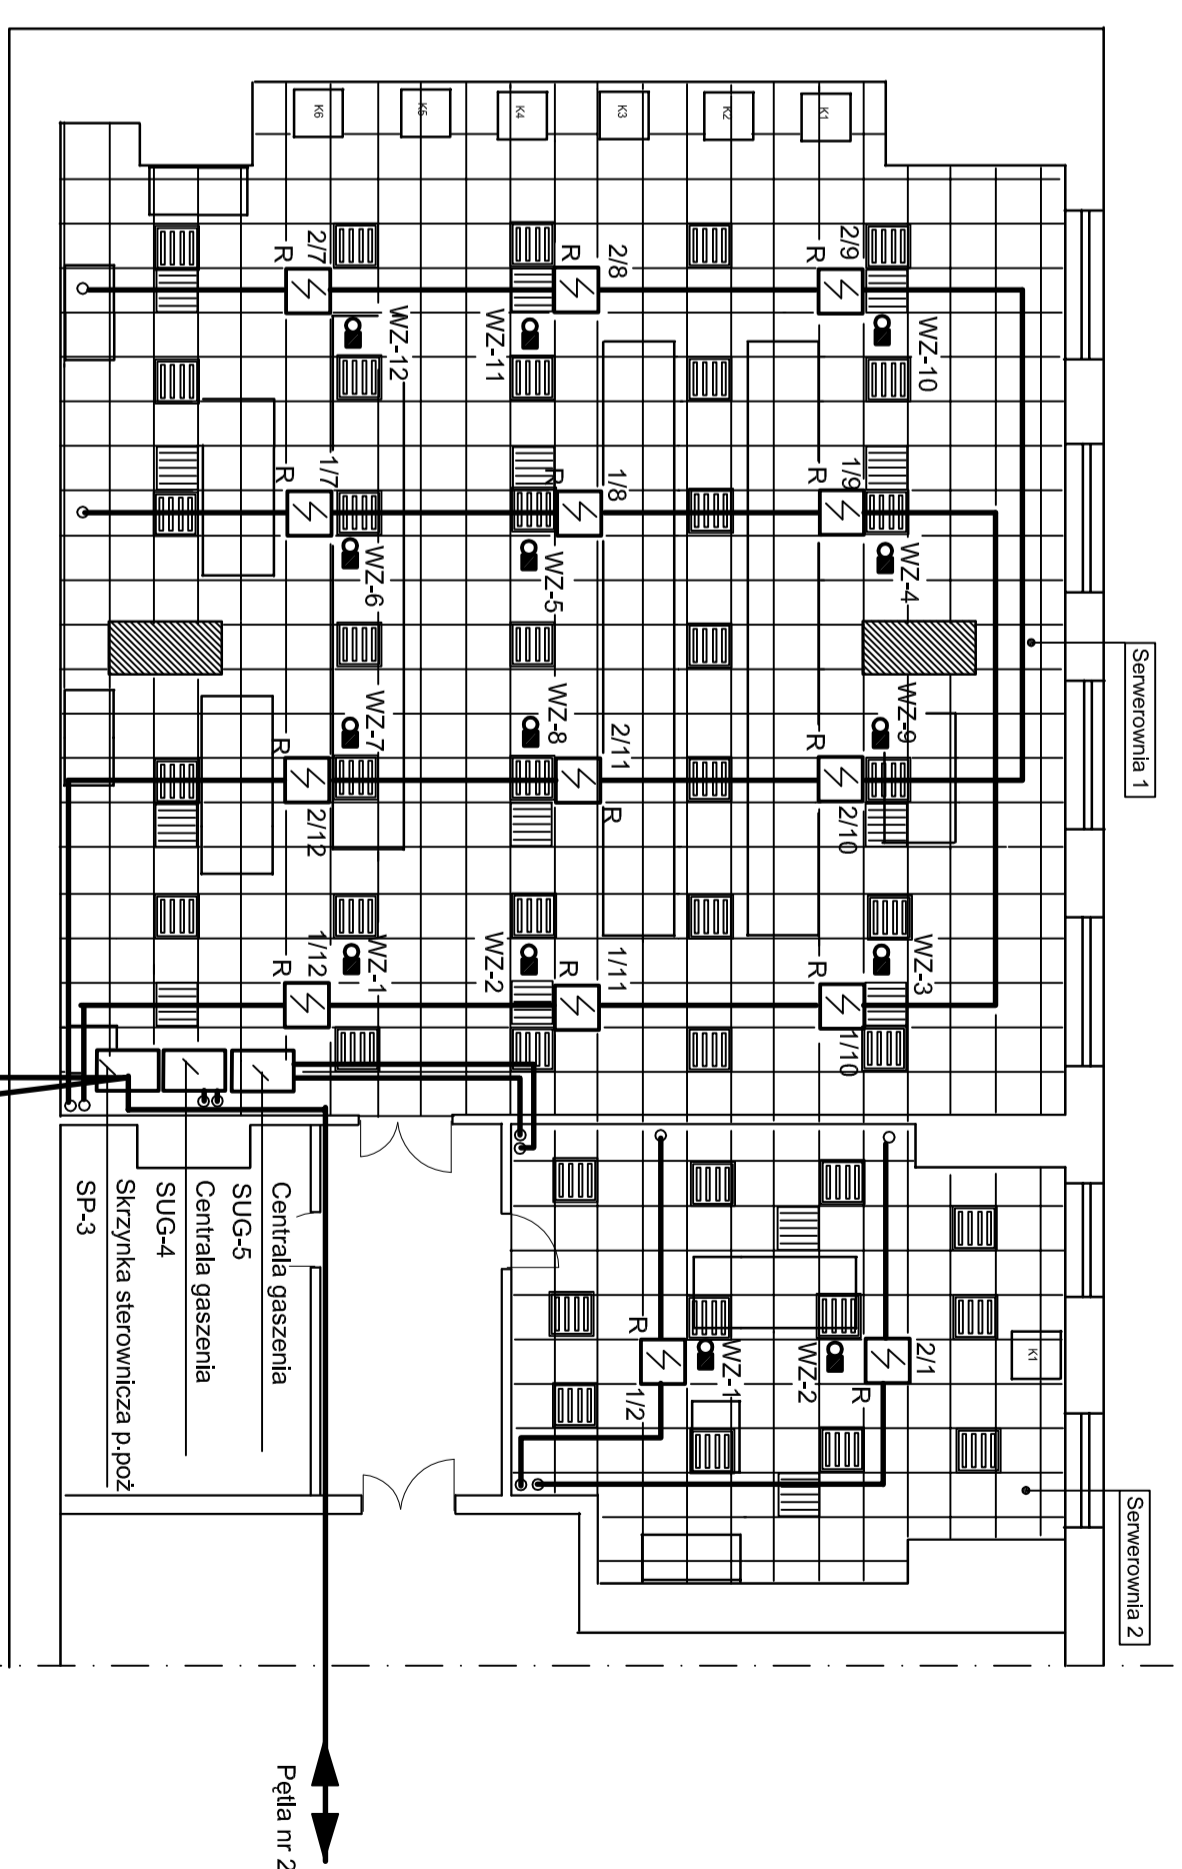 K6
K5
K4
K3
K2
K1
2/7
R
2/8
R
2/9
R
WZ-12
WZ-11
WZ-10
1/7
R
1/8
R
1/9
R
WZ-6
WZ-5
WZ-4
Serwerownia 1
WZ-7
WZ-8
WZ-9
R
2/11
R
R
2/12
2/10
1/12
R
WZ-1
WZ-2
R
1/11
R
WZ-3
1/10
SP-3
Skrzynka sterownicza p.poż
SUG-4
Centrala gaszenia
SUG-5
Centrala gaszenia
R
1/2
WZ-1
WZ-2
R
2/1
K1
Serwerownia 2
Pętla nr 2